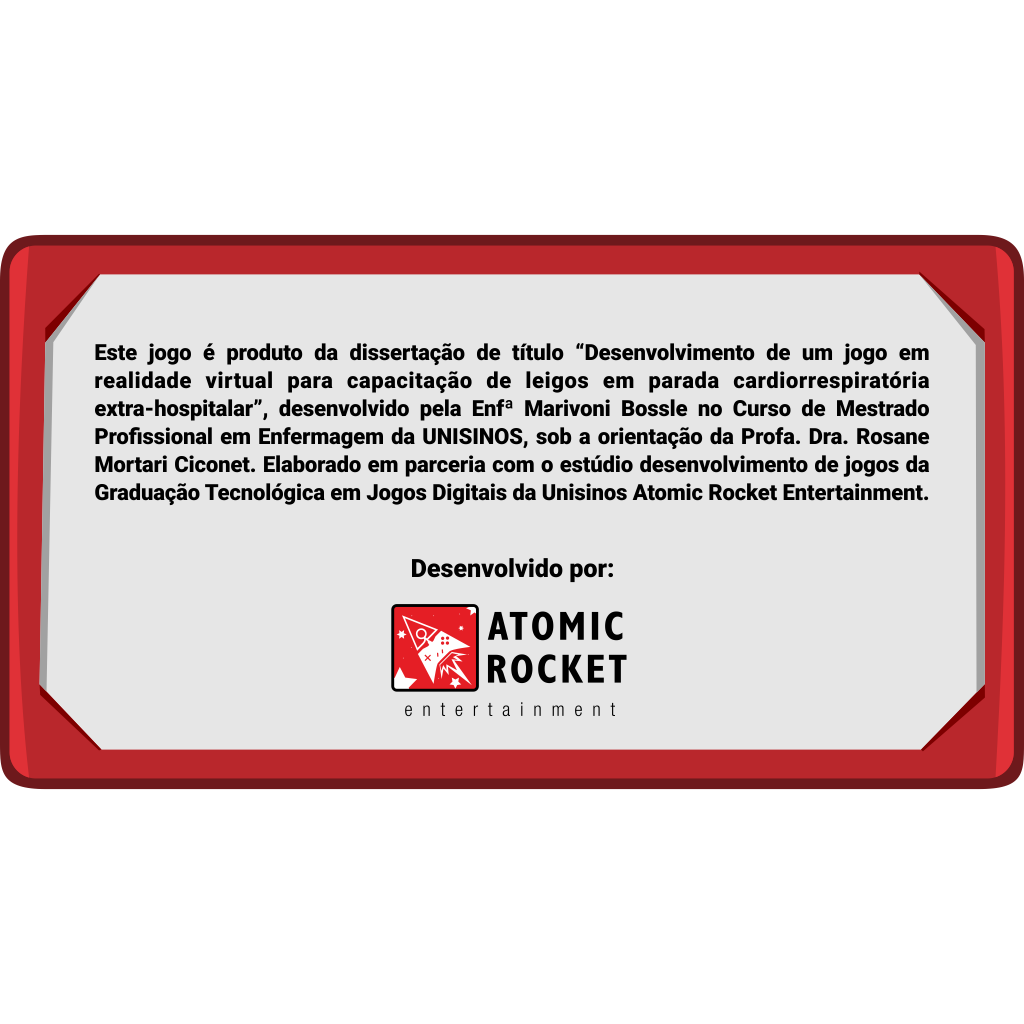 Este jogo é produto da dissertação de título “Desenvolvimento de um jogo em
realidade virtual para capacitação de leigos em parada cardiorrespiratória
extra-hospitalar”, desenvolvido pela Enfª Marivoni Bossle no Curso de Mestrado
Profissional em Enfermagem da UNISINOS, sob a orientação da Profa. Dra. Rosane
Mortari Ciconet. Elaborado em parceria com o estúdio desenvolvimento de jogos da
Graduação Tecnológica em Jogos Digitais da Unisinos Atomic Rocket Entertainment.
Desenvolvido por:
ATOMIC
ROCKET
entertainment